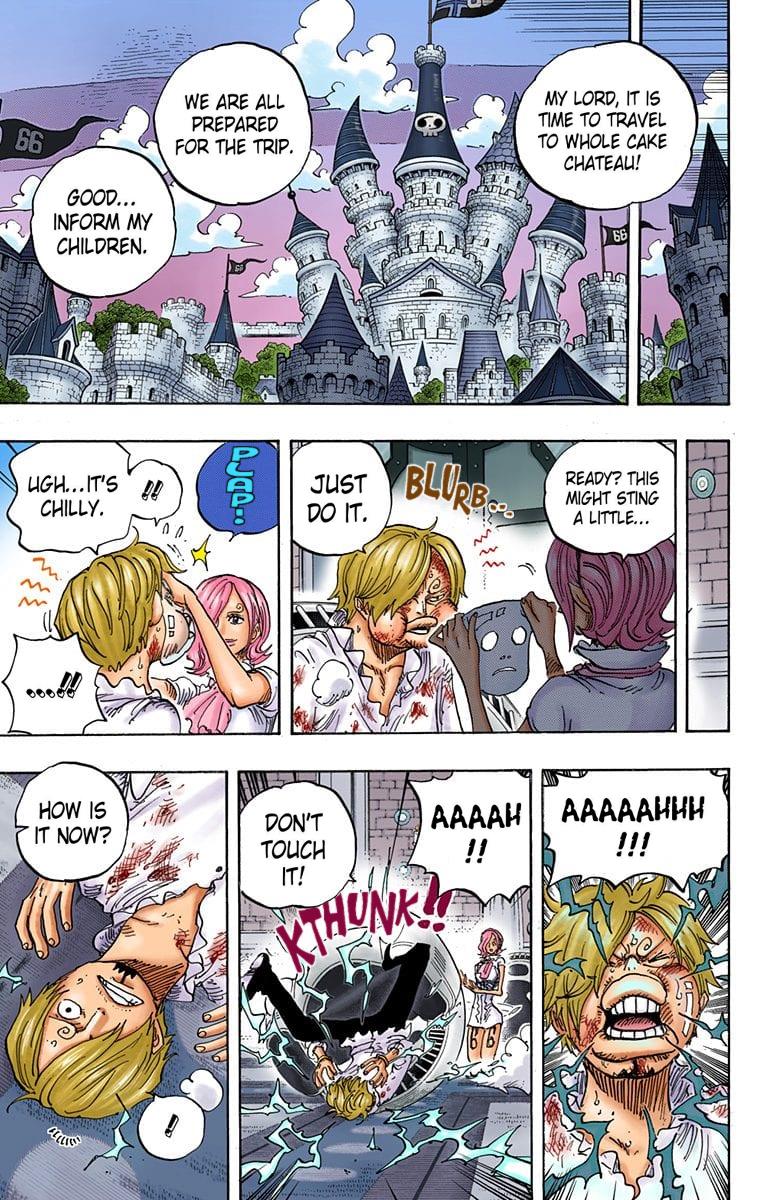 MY LORD, IT IS
TIME TO TRAVEL
TO WHOLE CAKE
CHATEAU!
WE ARE ALL
PREPARED
FOR THE TRIP.
GOOD...
INFORM MY
CHILDREN.
66
66
66
66
READY? THIS
MIGHT STING
A LITTLE...
BLURB...
JUST
DO IT.
PLAP!
!!
UGH...IT'S
CHILLY.
...!!!
AAAAAHHH
!!!
AAAAH
!!
KTHUNK!!
DON'T
TOUCH
IT!
HOW IS
IT NOW?
!!